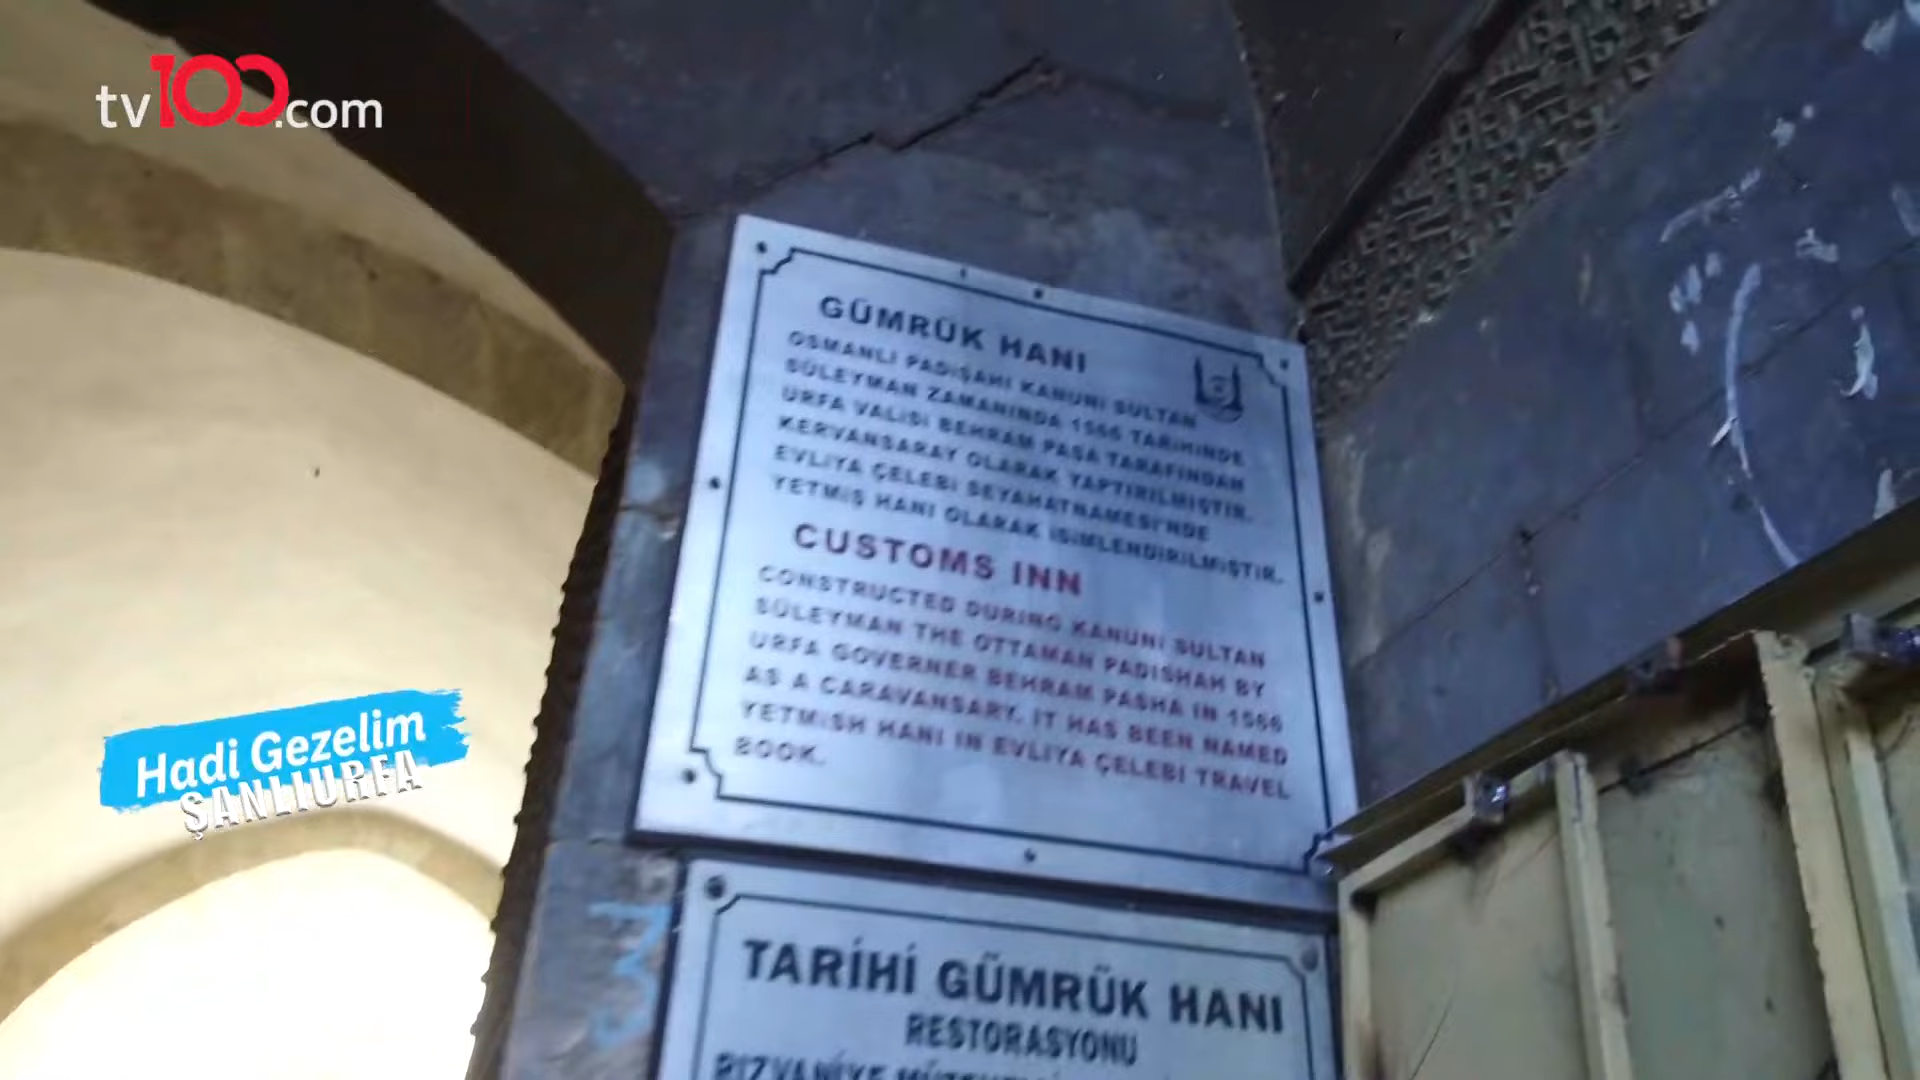 tv100.com
GÜMRÜK HANI
OSMANLI PADİŞAHI KANUNİ SULTAN
SÜLEYMAN ZAMANINDA 1566 TARİHİNDE
URFA VALİSİ BEHRAM PAŞA TARAFINDAN
KERVANSARAY OLARAK YAPTIRILMIŞTIR.
EVLİYA ÇELEBİ SEYAHATNAMESİ'NDE
YETMİŞ HANI OLARAK İSİMLENDİRİLMİŞTİR.
CUSTOMS INN
CONSTRUCTED DURING KANUNİ SULTAN
SÜLEYMAN THE OTTAMAN PADISHAH BY
URFA GOVERNER BEHRAM PASHA IN 1566
AS A CARAVANSARY. IT HAS BEEN NAMED
YETMİSH HANI IN EVLIYA ÇELEBİ TRAVEL
BOOK.
Hadi Gezelim
ŞANLIURFA
TARİHİ GÜMRÜK HANI
RESTORASYONU
RIZVANİYE